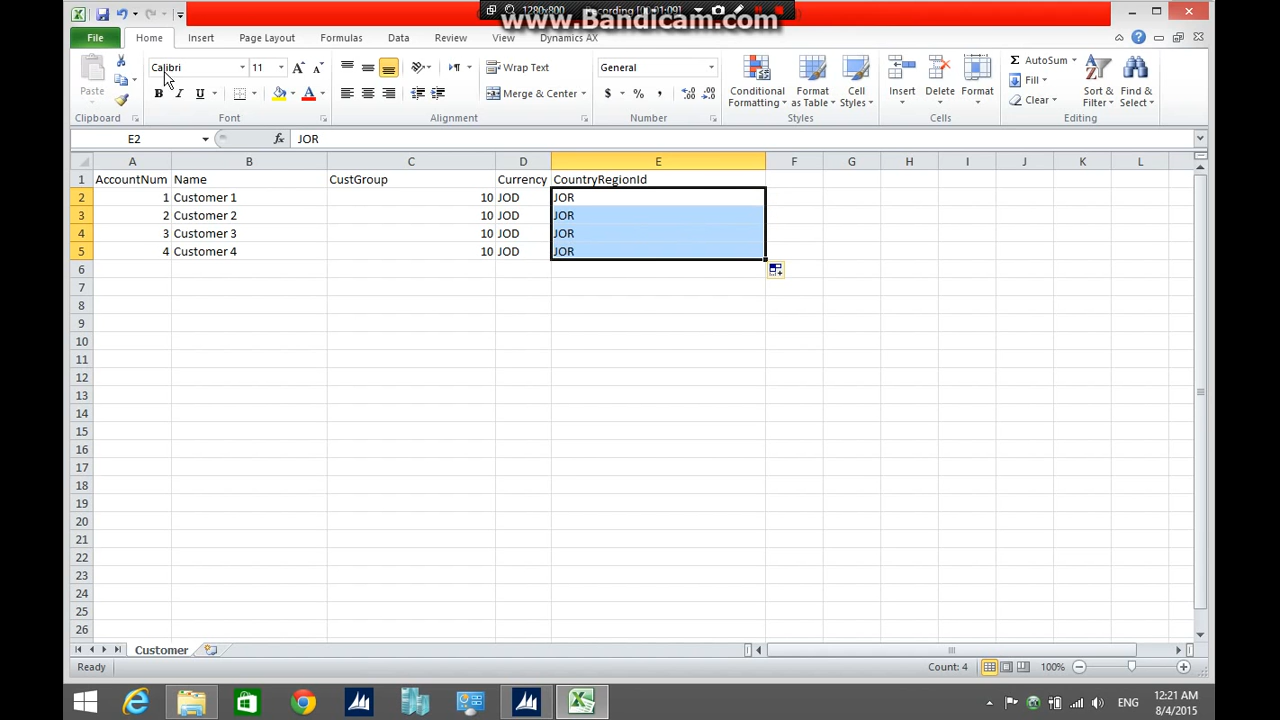 1280x800 Recording [00:01:09]
www.Bandicam.com
File Home Insert Page Layout Formulas Data Review View Dynamics AX
Calibri 11 Wrap Text General AutoSum
Paste Conditional Format Cell Insert Delete Format Fill Sort & Find &
B I U Merge & Center $ % , Formatting as Table Styles Clear Filter Select
Clipboard Font Alignment Number Styles Cells Editing
E2 fx JOR
A B C D E F G H I J K L
1 AccountNum Name CustGroup Currency CountryRegionId
2 1 Customer 1 10 JOD JOR
3 2 Customer 2 10 JOD JOR
4 3 Customer 3 10 JOD JOR
5 4 Customer 4 10 JOD JOR
6
7
8
9
10
11
12
13
14
15
16
17
18
19
20
21
22
23
24
25
26
Customer
Ready Count: 4 100%
ENG 12:21 AM
8/4/2015